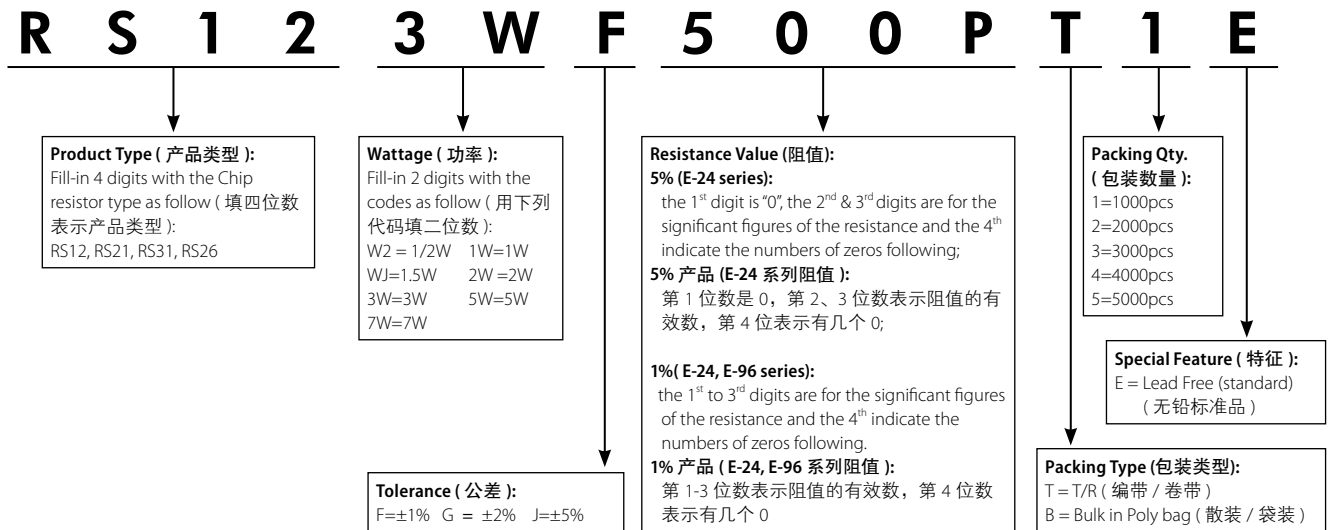 R S 1 2 3 W F 5 0 0 P T 1 E
Product Type ( 产品类型 ):
Fill-in 4 digits with the Chip
resistor type as follow ( 填四位数
表示产品类型 ):
RS12, RS21, RS31, RS26
Wattage ( 功率 ):
Fill-in 2 digits with the
codes as follow ( 用下列
代码填二位数 ):
W2 = 1/2W 1W=1W
WJ=1.5W 2W =2W
3W=3W 5W=5W
7W=7W
Tolerance ( 公差 ):
F=±1% G = ±2% J=±5%
Resistance Value (阻值):
5% (E-24 series):
the 1st digit is "0", the 2nd & 3rd digits are for the
significant figures of the resistance and the 4th
indicate the numbers of zeros following;
5% 产品 (E-24 系列阻值 ):
第 1 位数是 0，第 2、3 位数表示阻值的有
效数，第 4 位表示有几个 0;
1%( E-24, E-96 series):
the 1st to 3rd digits are for the significant figures
of the resistance and the 4th indicate the
numbers of zeros following.
1% 产品 ( E-24, E-96 系列阻值 ):
第 1-3 位数表示阻值的有效数，第 4 位数
表示有几个 0
Packing Qty.
( 包装数量 ):
1=1000pcs
2=2000pcs
3=3000pcs
4=4000pcs
5=5000pcs
Special Feature ( 特征 ):
E = Lead Free (standard)
( 无铅标准品 )
Packing Type (包装类型):
T = T/R ( 编带 / 卷带 )
B = Bulk in Poly bag ( 散装 / 袋装 )